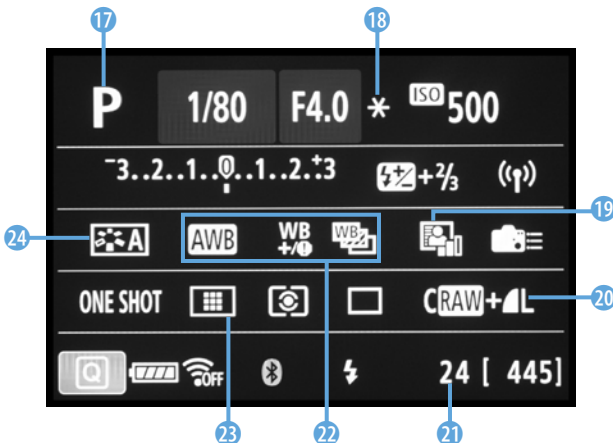 17 18
P 1/80 F4.0 * ISO 500
-3..2..1..0..1..2.+3 +2/3
A AWB WB +/- WB 19
24
ONE SHOT CRAW+L 20
Q OFF 24 [ 445]
23 22 21